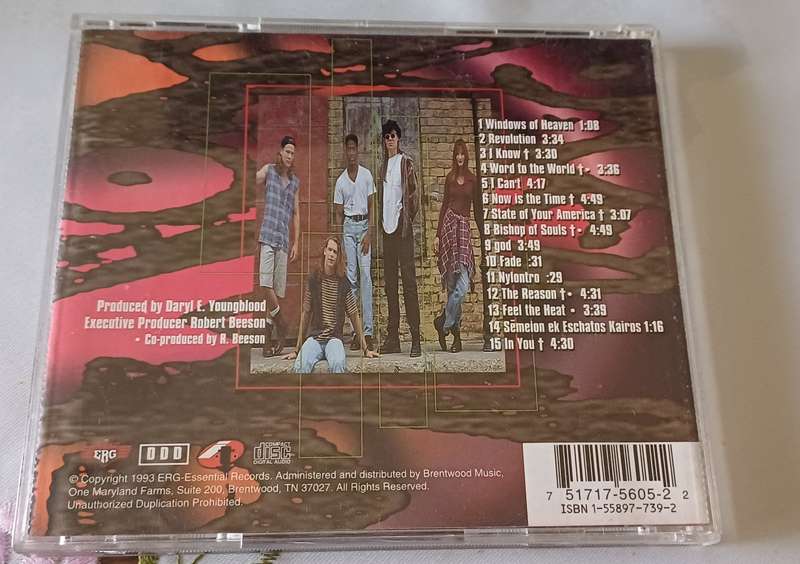 1 Windows of Heaven 1:08
2 Revolution 3:34
3 I Know † 3:30
4 Word to the World †• 3:36
5 I Can't 4:17
6 Now is the Time † 4:49
7 State of Your America † 3:07
8 Bishop of Souls †• 4:49
9 god 3:49
10 Fade :31
11 Nylontro :29
12 The Reason †• 4:31
13 Feel the Heat • 3:39
14 Semeion ek Eschatos Kairos 1:16
15 In You † 4:30
Produced by Daryl E. Youngblood
Executive Producer Robert Beeson
• Co-produced by R. Beeson
ERG
DDD
COMPACT
disc
DIGITAL AUDIO
© Copyright 1993 ERG-Essential Records. Administered and distributed by Brentwood Music,
One Maryland Farms, Suite 200, Brentwood, TN 37027. All Rights Reserved.
Unauthorized Duplication Prohibited.
7 51717-5605-2 2
ISBN 1-55897-739-2